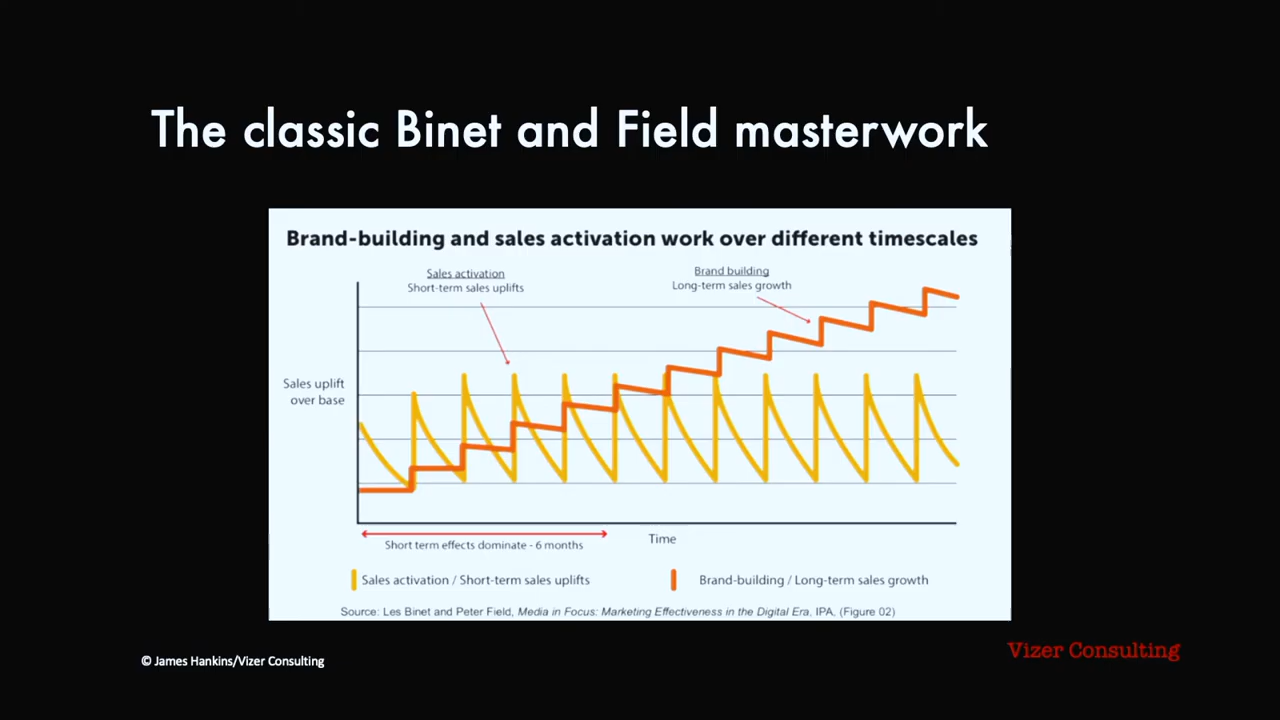 The classic Binet and Field masterwork
Brand-building and sales activation work over different timescales
Sales activation
Short-term sales uplifts
Brand building
Long-term sales growth
Sales uplift
over base
Short term effects dominate - 6 months
Time
Sales activation / Short-term sales uplifts
Brand-building / Long-term sales growth
Source: Les Binet and Peter Field, Media in Focus: Marketing Effectiveness in the Digital Era, IPA, (Figure 02)
© James Hankins/Vizer Consulting
Vizer Consulting